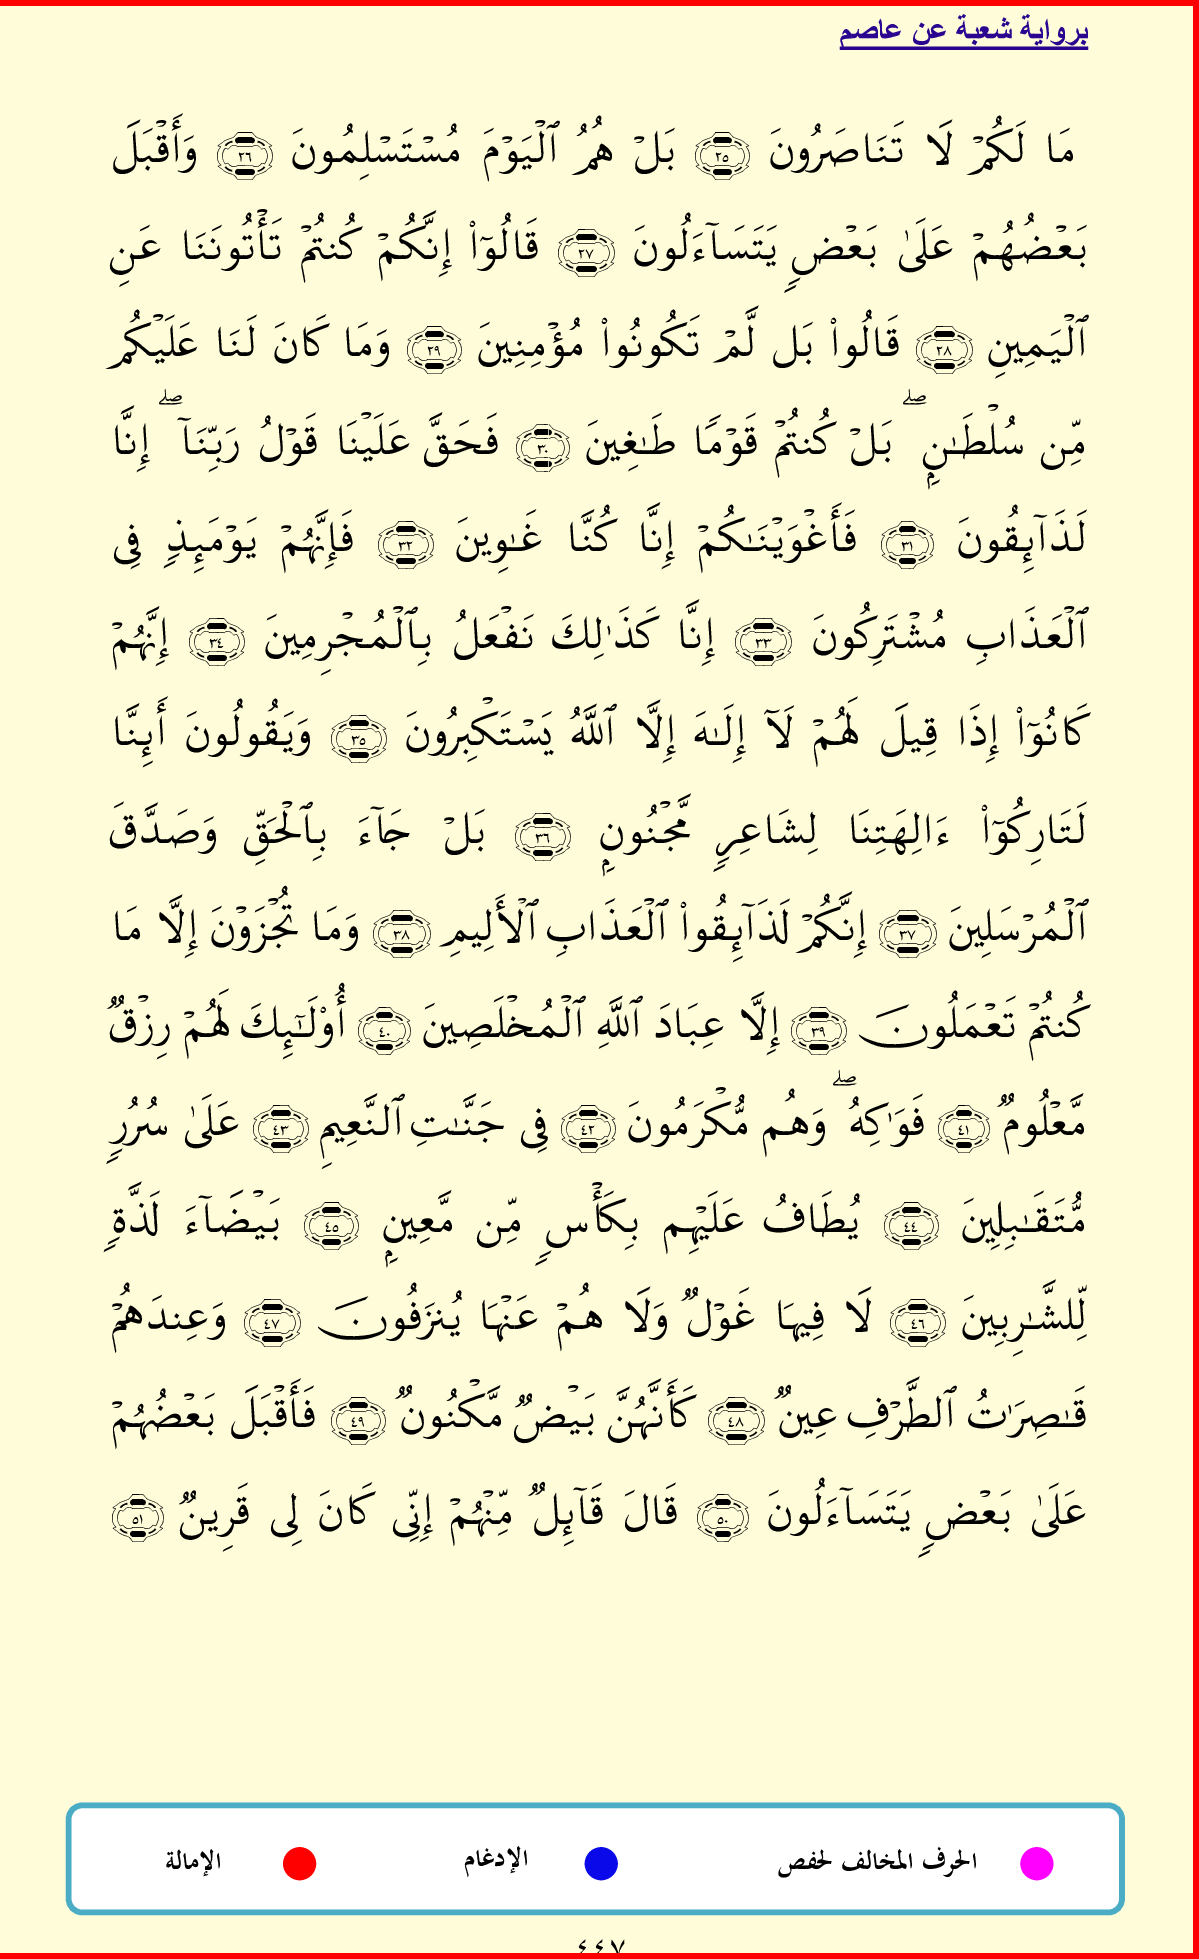 برواية شعبة عن عاصم
مَا لَكُمۡ لَا تَنَاصَرُونَ ٢٥ بَلۡ هُمُ ٱلۡيَوۡمَ مُسۡتَسۡلِمُونَ ٢٦ وَأَقۡبَلَ
بَعۡضُهُمۡ عَلَىٰ بَعۡضٖ يَتَسَآءَلُونَ ٢٧ قَالُوٓاْ إِنَّكُمۡ كُنتُمۡ تَأۡتُونَنَا عَنِ
ٱلۡيَمِينِ ٢٨ قَالُواْ بَل لَّمۡ تَكُونُواْ مُؤۡمِنِينَ ٢٩ وَمَا كَانَ لَنَا عَلَيۡكُم
مِّن سُلۡطَٰنِۭۖ بَلۡ كُنتُمۡ قَوۡمٗا طَٰغِينَ ٣٠ فَحَقَّ عَلَيۡنَا قَوۡلُ رَبِّنَآۖ إِنَّا
لَذَآئِقُونَ ٣١ فَأَغۡوَيۡنَٰكُمۡ إِنَّا كُنَّا غَٰوِينَ ٣٢ فَإِنَّهُمۡ يَوۡمَئِذٖ فِي
ٱلۡعَذَابِ مُشۡتَرِكُونَ ٣٣ إِنَّا كَذَٰلِكَ نَفۡعَلُ بِٱلۡمُجۡرِمِينَ ٣٤ إِنَّهُمۡ
كَانُوٓاْ إِذَا قِيلَ لَهُمۡ لَآ إِلَٰهَ إِلَّا ٱللَّهُ يَسۡتَكۡبِرُونَ ٣٥ وَيَقُولُونَ أَئِنَّا
لَتَارِكُوٓاْ ءَالِهَتِنَا لِشَاعِرٖ مَّجۡنُونِۭ ٣٦ بَلۡ جَآءَ بِٱلۡحَقِّ وَصَدَّقَ
ٱلۡمُرۡسَلِينَ ٣٧ إِنَّكُمۡ لَذَآئِقُواْ ٱلۡعَذَابِ ٱلۡأَلِيمِ ٣٨ وَمَا تُجۡزَوۡنَ إِلَّا مَا
كُنتُمۡ تَعۡمَلُونَ ٣٩ إِلَّا عِبَادَ ٱللَّهِ ٱلۡمُخۡلَصِينَ ٤٠ أُوْلَٰٓئِكَ لَهُمۡ رِزۡقٞ
مَّعۡلُومٞ ٤١ فَوَٰكِهُۖ وَهُم مُّكۡرَمُونَ ٤٢ فِي جَنَّٰتِ ٱلنَّعِيمِ ٤٣ عَلَىٰ سُرُرٖ
مُّتَقَٰبِلِينَ ٤٤ يُطَافُ عَلَيۡهِم بِكَأۡسٖ مِّن مَّعِينِۭ ٤٥ بَيۡضَآءَ لَذَّةٖ
لِّلشَّٰرِبِينَ ٤٦ لَا فِيهَا غَوۡلٞ وَلَا هُمۡ عَنۡهَا يُنزَفُونَ ٤٧ وَعِندَهُمۡ
قَٰصِرَٰتُ ٱلطَّرۡفِ عِينٞ ٤٨ كَأَنَّهُنَّ بَيۡضٞ مَّكۡنُونٞ ٤٩ فَأَقۡبَلَ بَعۡضُهُمۡ
عَلَىٰ بَعۡضٖ يَتَسَآءَلُونَ ٥٠ قَالَ قَآئِلٞ مِّنۡهُمۡ إِنِّي كَانَ لِي قَرِينٞ ٥١
الحرف المخالف لحفص الإدغام الإمالة
٤٤٧